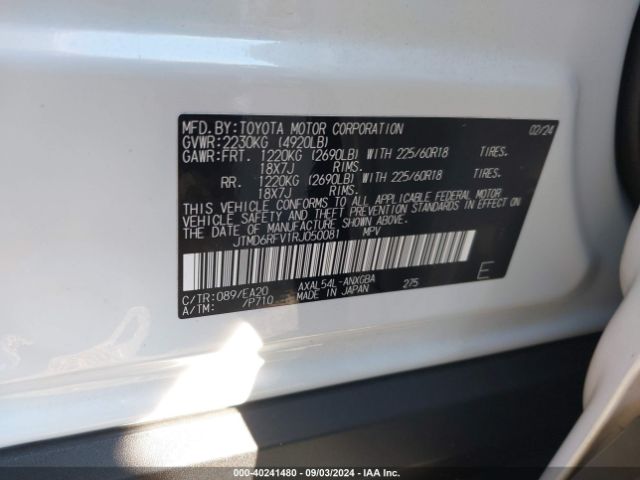 MFD.BY:TOYOTA MOTOR CORPORATION 02/24
GVWR:2230KG (4920LB)
GAWR:FRT. 1220KG (2690LB) WITH 225/60R18 TIRES.
18X7J RIMS.
RR. 1220KG (2690LB) WITH 225/60R18 TIRES.
18X7J RIMS.
THIS VEHICLE CONFORMS TO ALL APPLICABLE FEDERAL MOTOR
VEHICLE SAFETY AND THEFT PREVENTION STANDARDS IN EFFECT
ON THE DATE OF MANUFACTURE SHOWN ABOVE.
JTMD6RFV1RJ050081 MPV
C/TR:089/EA20 AXAL54L-ANXGBA 275 E
A/TM: /P710 MADE IN JAPAN
000-40241480 - 09/03/2024 - IAA Inc.